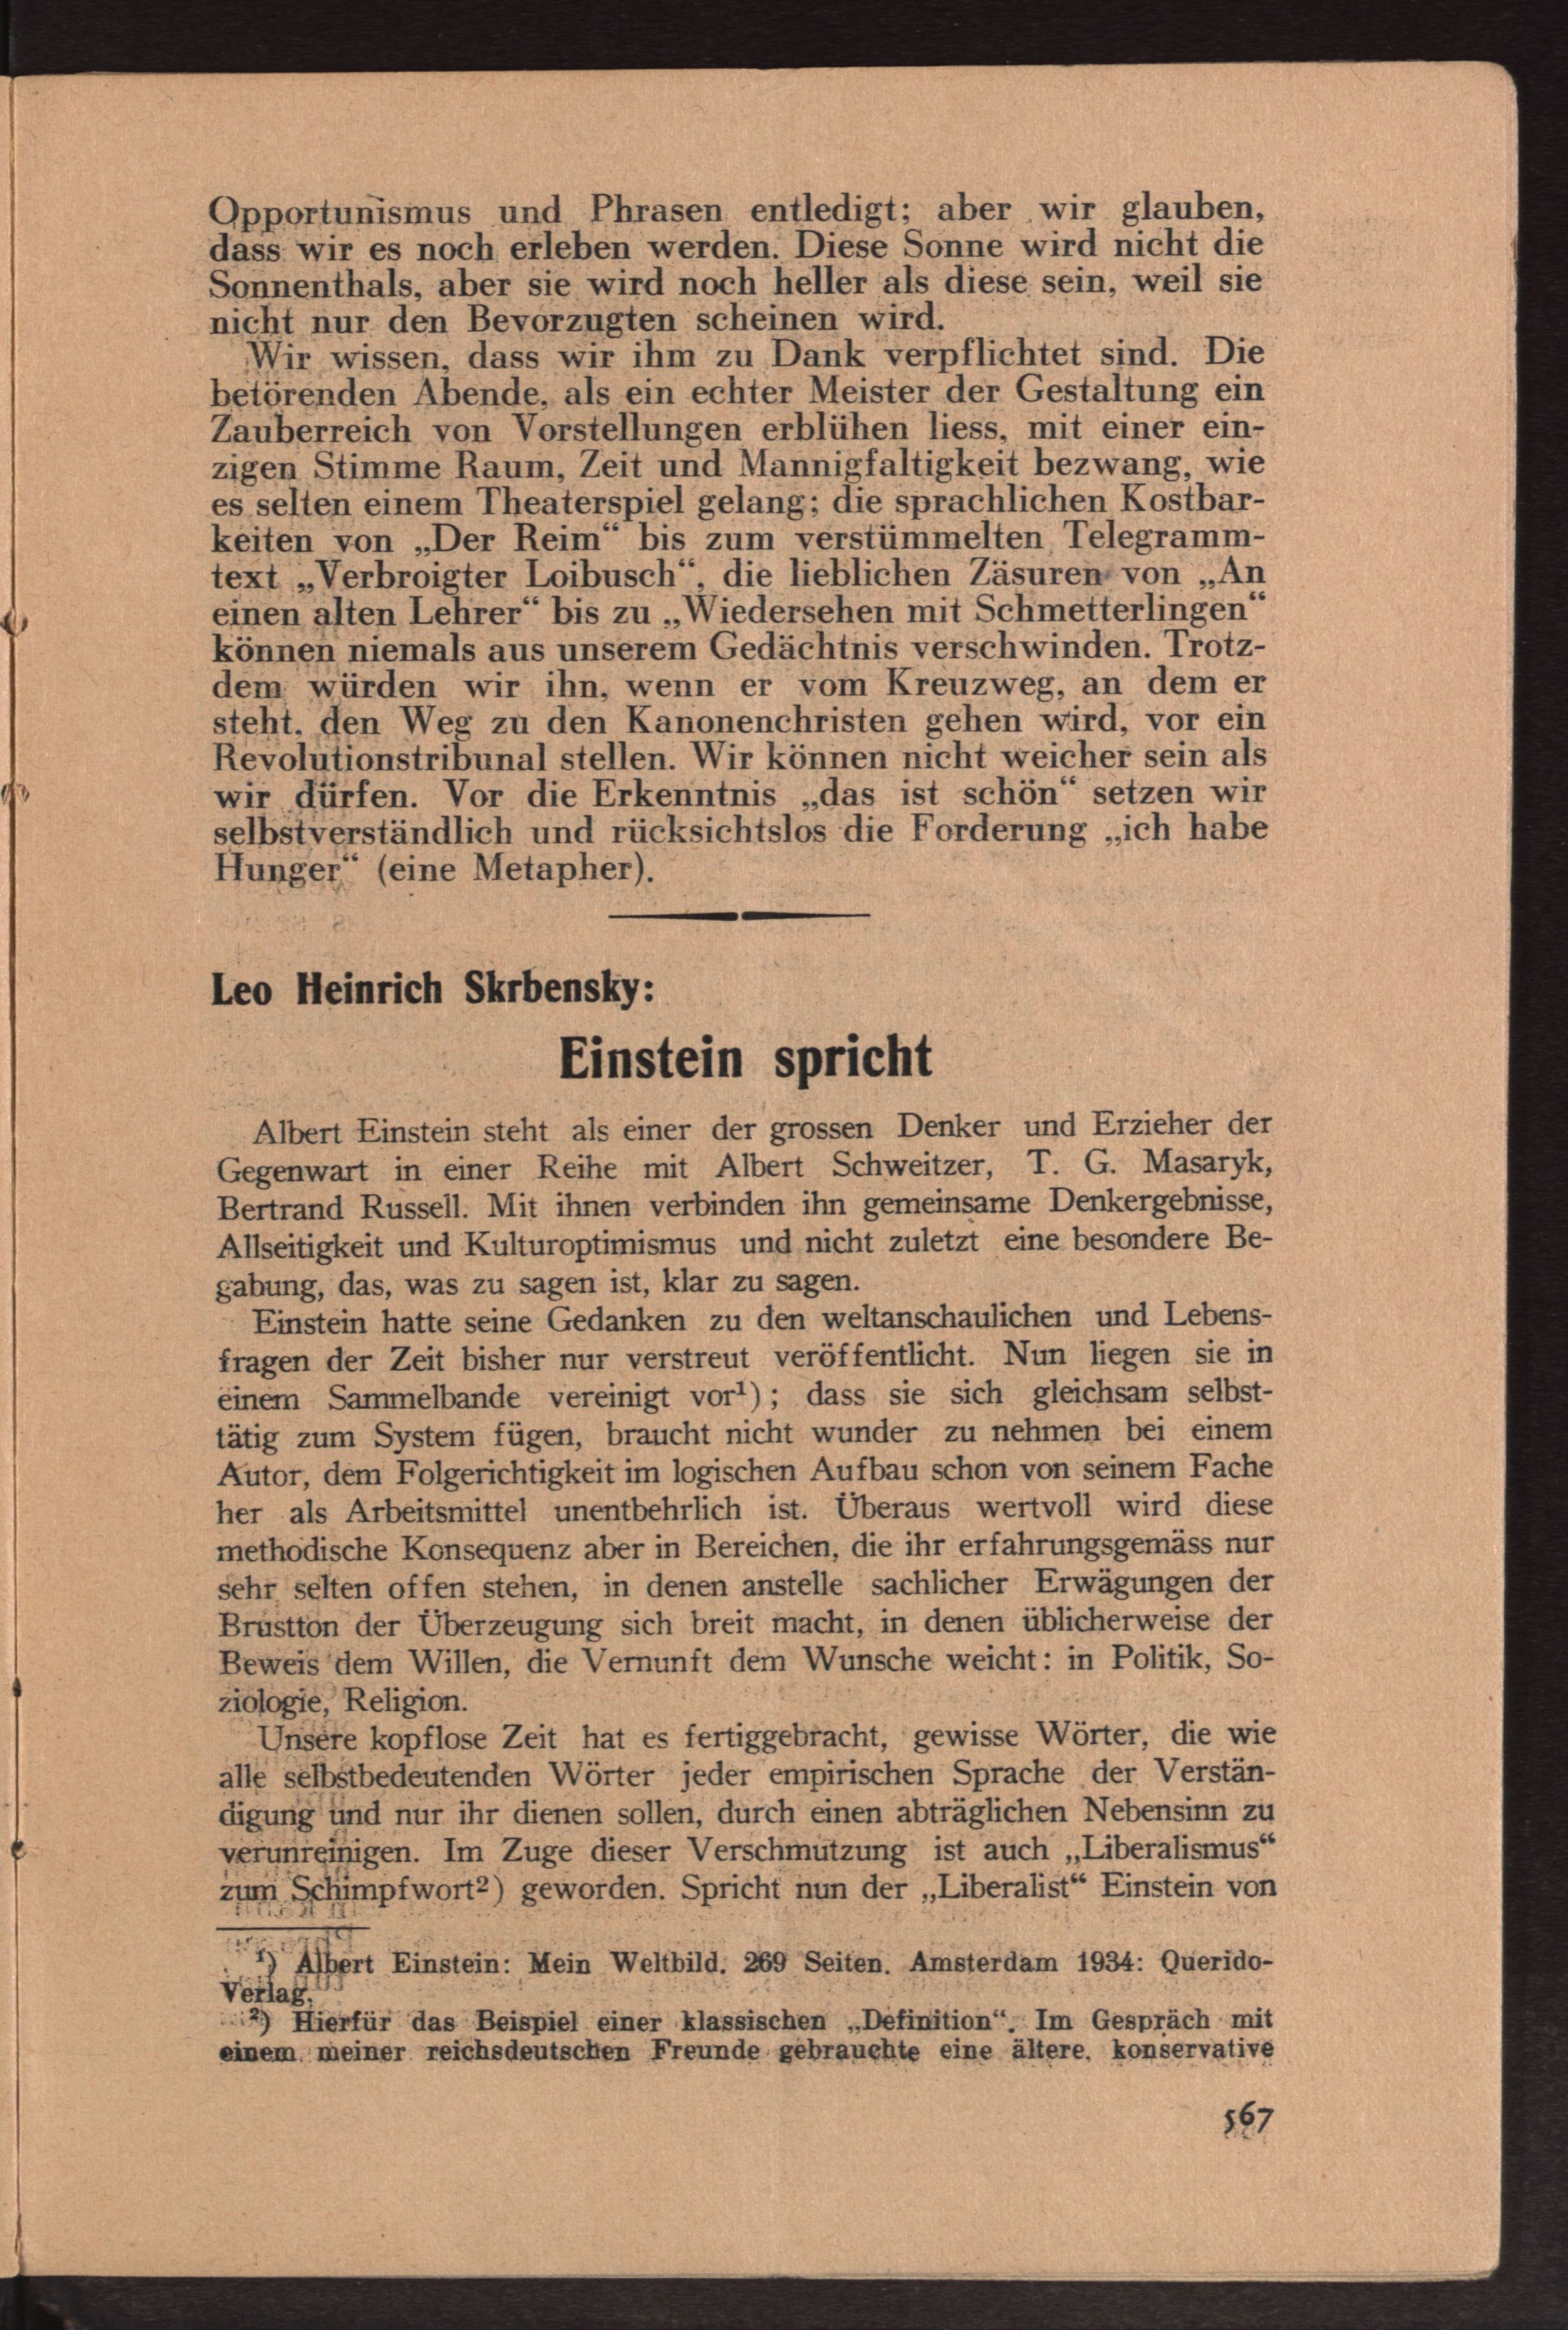 Opportunismus und Phrasen entledigt; aber wir glauben,
dass wir es noch erleben werden. Diese Sonne wird nicht die
Sonnenthals, aber sie wird noch heller als diese sein, weil sie
nicht nur den Bevorzugten scheinen wird.
Wir wissen, dass wir ihm zu Dank verpflichtet sind. Die
betörenden Abende, als ein echter Meister der Gestaltung ein
Zauberreich von Vorstellungen erblühen liess, mit einer ein-
zigen Stimme Raum, Zeit und Mannigfaltigkeit bezwang, wie
es selten einem Theaterspiel gelang; die sprachlichen Kostbar-
keiten von „Der Reim“ bis zum verstümmelten Telegramm-
text „Verbroigter Loibusch“, die lieblichen Zäsuren von „An
einen alten Lehrer“ bis zu „Wiedersehen mit Schmetterlingen“
können niemals aus unserem Gedächtnis verschwinden. Trotz-
dem würden wir ihn, wenn er vom Kreuzweg, an dem er
steht, den Weg zu den Kanonenchristen gehen wird, vor ein
Revolutionstribunal stellen. Wir können nicht weicher sein als
wir dürfen. Vor die Erkenntnis „das ist schön“ setzen wir
selbstverständlich und rücksichtslos die Forderung „ich habe
Hunger“ (eine Metapher).
Leo Heinrich Skrbensky:
Einstein spricht
Albert Einstein steht als einer der grossen Denker und Erzieher der
Gegenwart in einer Reihe mit Albert Schweitzer, T. G. Masaryk,
Bertrand Russell. Mit ihnen verbinden ihn gemeinsame Denkergebnisse,
Allseitigkeit und Kulturoptimismus und nicht zuletzt eine besondere Be-
gabung, das, was zu sagen ist, klar zu sagen.
Einstein hatte seine Gedanken zu den weltanschaulichen und Lebens-
fragen der Zeit bisher nur verstreut veröffentlicht. Nun liegen sie in
einem Sammelbande vereinigt vor¹); dass sie sich gleichsam selbst-
tätig zum System fügen, braucht nicht wunder zu nehmen bei einem
Autor, dem Folgerichtigkeit im logischen Aufbau schon von seinem Fache
her als Arbeitsmittel unentbehrlich ist. Überaus wertvoll wird diese
methodische Konsequenz aber in Bereichen, die ihr erfahrungsgemäss nur
sehr selten offen stehen, in denen anstelle sachlicher Erwägungen der
Brustton der Überzeugung sich breit macht, in denen üblicherweise der
Beweis dem Willen, die Vernunft dem Wunsche weicht: in Politik, So-
ziologie, Religion.
Unsere kopflose Zeit hat es fertiggebracht, gewisse Wörter, die wie
alle selbstbedeutenden Wörter jeder empirischen Sprache der Verstän-
digung und nur ihr dienen sollen, durch einen abträglichen Nebensinn zu
verunreinigen. Im Zuge dieser Verschmutzung ist auch „Liberalismus“
zum Schimpfwort²) geworden. Spricht nun der „Liberalist“ Einstein von
¹) Albert Einstein: Mein Weltbild. 269 Seiten. Amsterdam 1934: Querido-
Verlag.
²) Hierfür das Beispiel einer klassischen „Definition“. Im Gespräch mit
einem meiner reichsdeutschen Freunde gebrauchte eine ältere, konservative
567